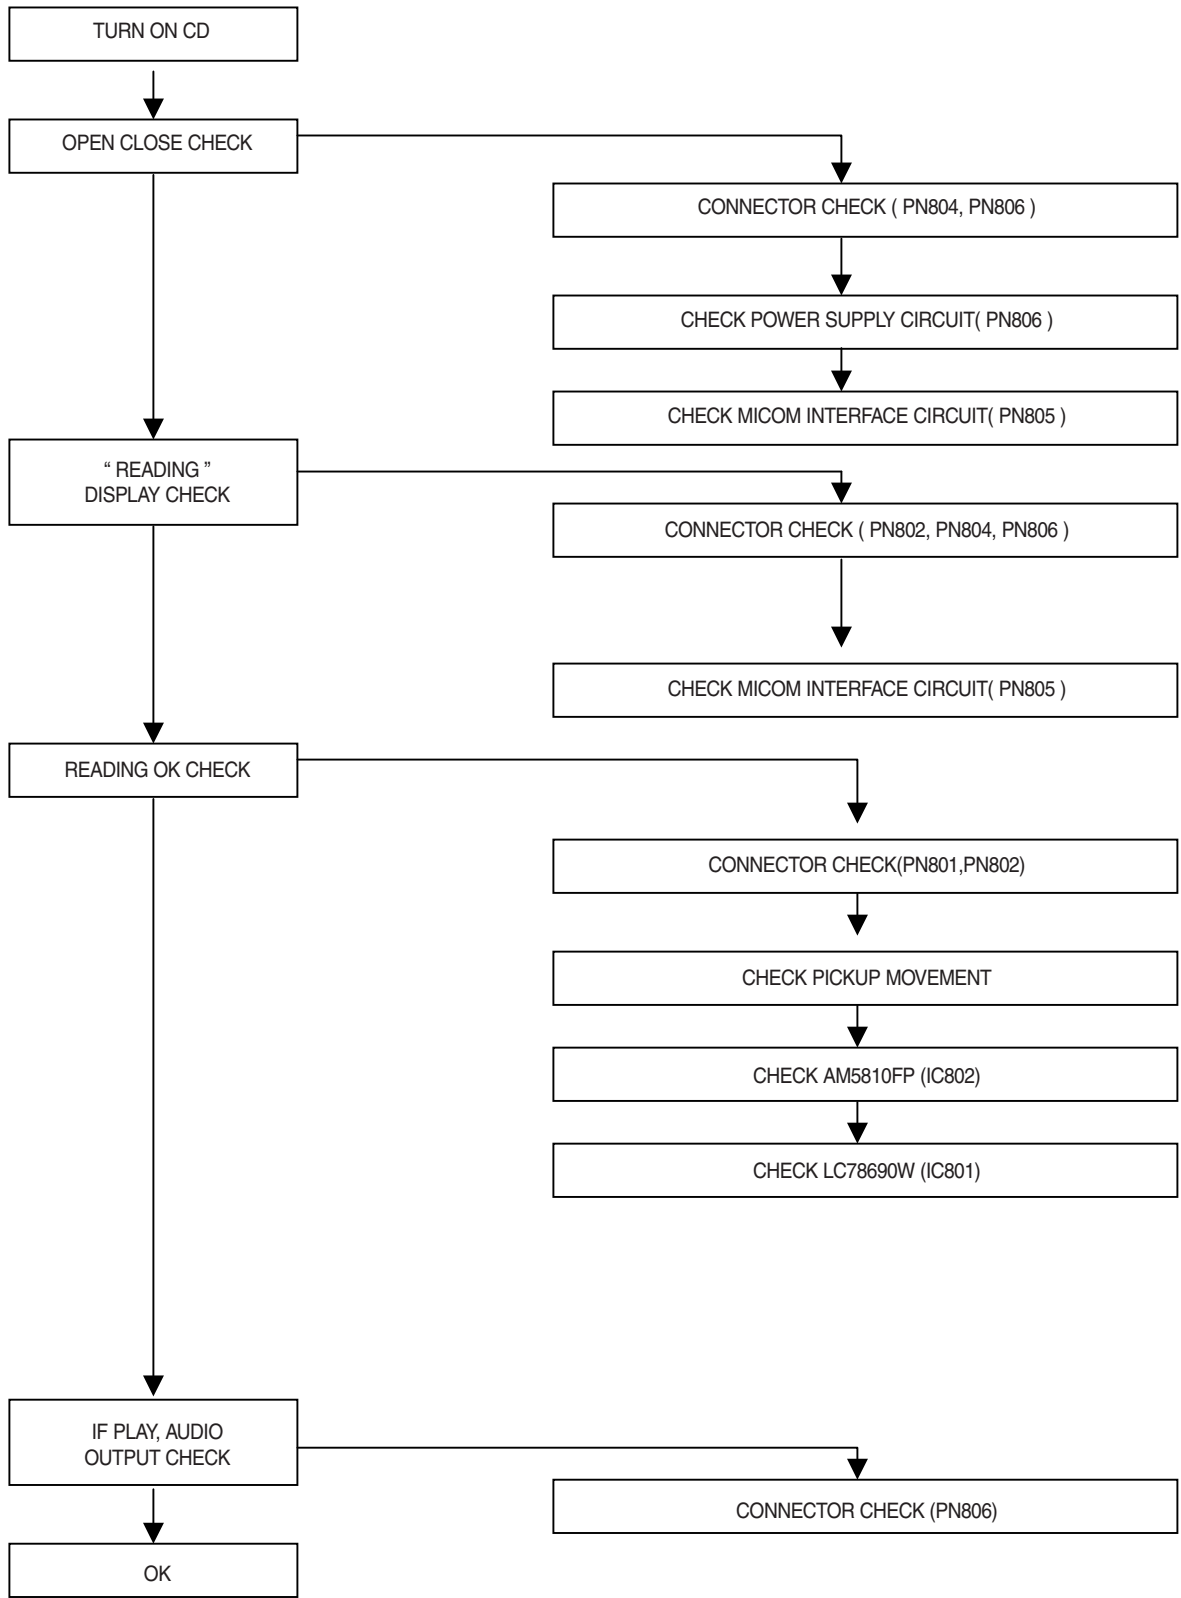 TURN ON CD
OPEN CLOSE CHECK
CONNECTOR CHECK ( PN804, PN806 )
CHECK POWER SUPPLY CIRCUIT( PN806 )
CHECK MICOM INTERFACE CIRCUIT( PN805 )
“ READING ”
DISPLAY CHECK
CONNECTOR CHECK ( PN802, PN804, PN806 )
CHECK MICOM INTERFACE CIRCUIT( PN805 )
READING OK CHECK
CONNECTOR CHECK(PN801,PN802)
CHECK PICKUP MOVEMENT
CHECK AM5810FP (IC802)
CHECK LC78690W (IC801)
IF PLAY, AUDIO
OUTPUT CHECK
CONNECTOR CHECK (PN806)
OK